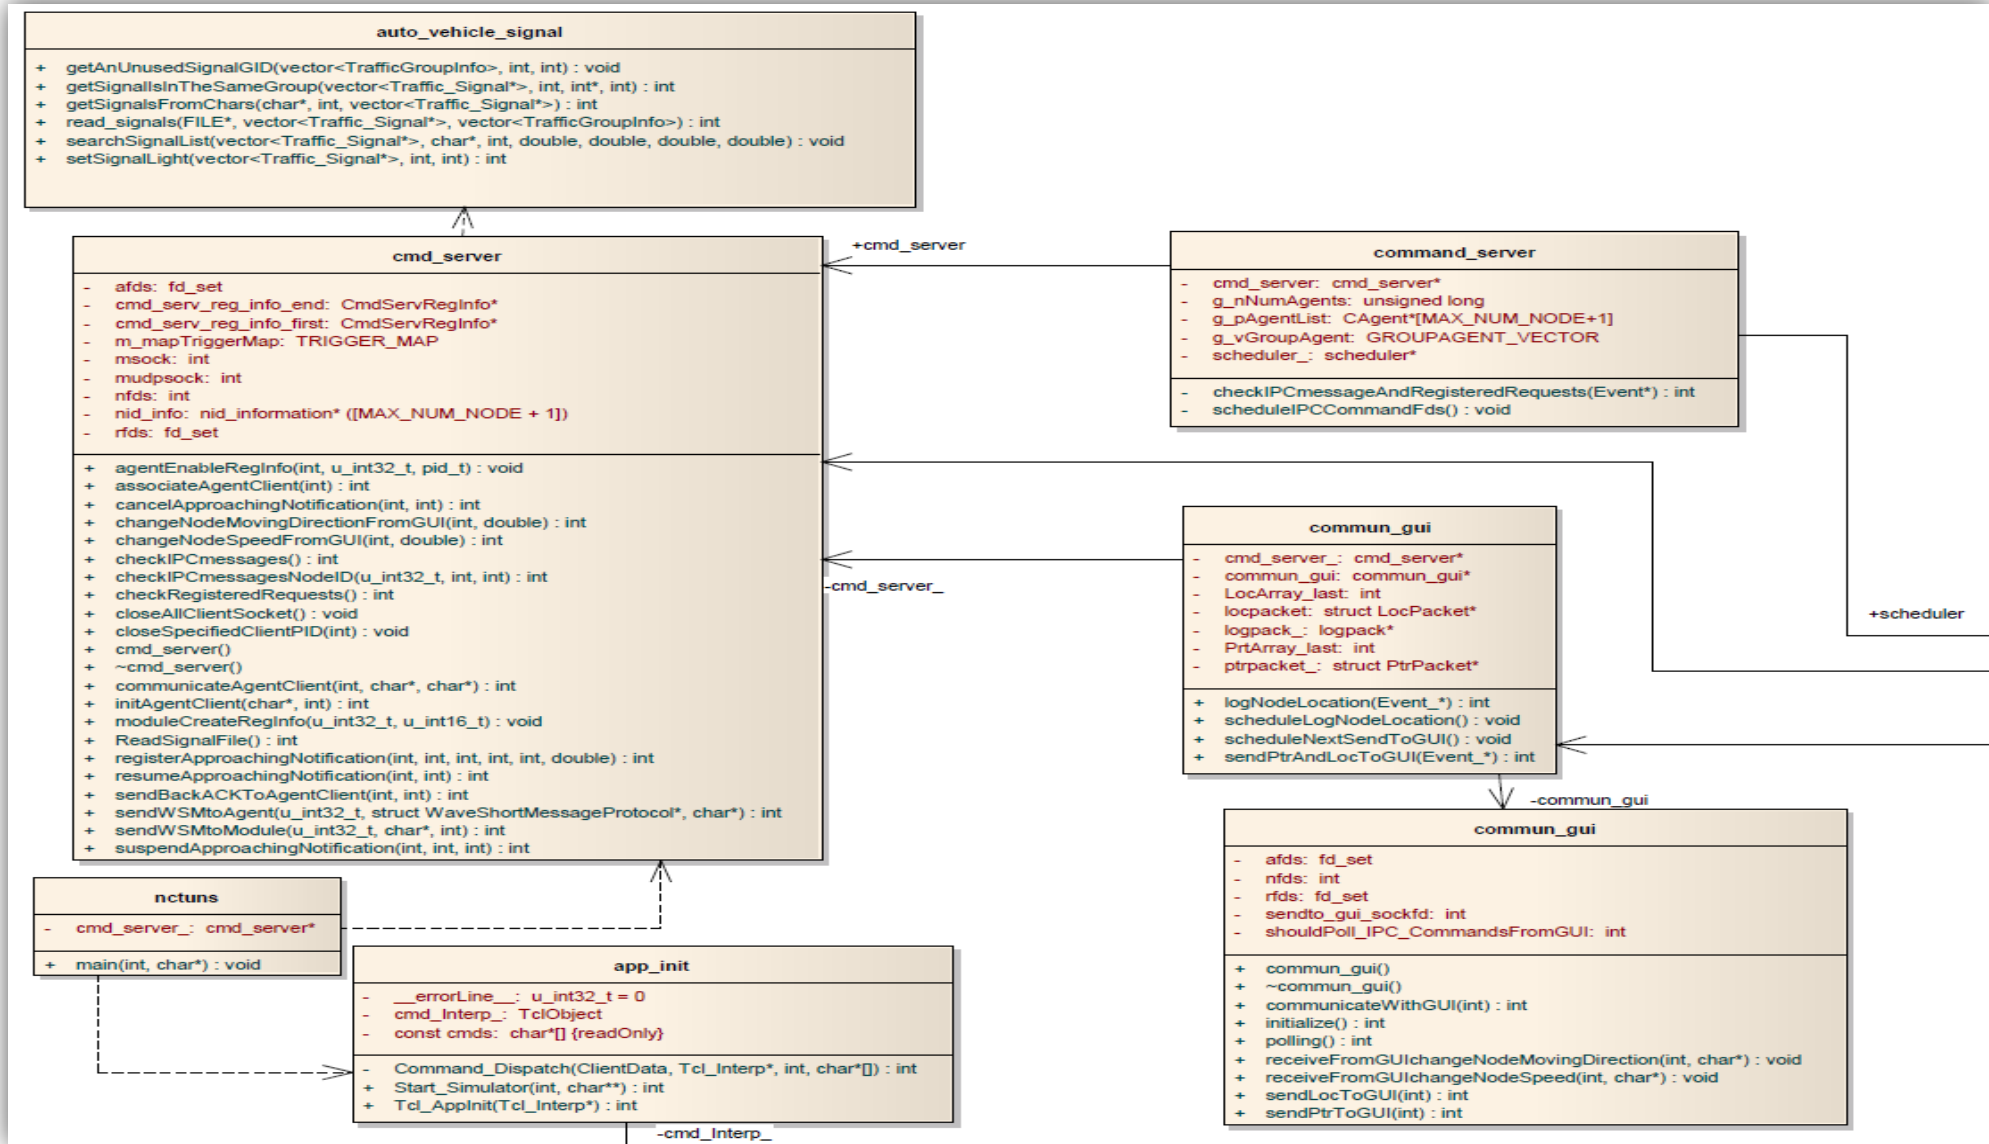 auto_vehicle_signal
+ getAnUnusedSignalGID(vector<TrafficGroupInfo>, int, int) : void
+ getSignalIsInTheSameGroup(vector<Traffic_Signal*>, int, int*, int) : int
+ getSignalsFromChars(char*, int, vector<Traffic_Signal*>) : int
+ read_signals(FILE*, vector<Traffic_Signal*>, vector<TrafficGroupInfo>) : int
+ searchSignalList(vector<Traffic_Signal*>, char*, int, double, double, double, double) : void
+ setSignalLight(vector<Traffic_Signal*>, int, int) : int
cmd_server
- afds: fd_set
- cmd_serv_reg_info_end: CmdServRegInfo*
- cmd_serv_reg_info_first: CmdServRegInfo*
- m_mapTriggerMap: TRIGGER_MAP
- msock: int
- mudpsock: int
- nfds: int
- nid_info: nid_information* ([MAX_NUM_NODE + 1])
- rfds: fd_set
+ agentEnableRegInfo(int, u_int32_t, pid_t) : void
+ associateAgentClient(int) : int
+ cancelApproachingNotification(int, int) : int
+ changeNodeMovingDirectionFromGUI(int, double) : int
+ changeNodeSpeedFromGUI(int, double) : int
+ checkIPCmessages() : int
+ checkIPCmessagesNodeID(u_int32_t, int, int) : int
+ checkRegisteredRequests() : int
+ closeAllClientSocket() : void
+ closeSpecifiedClientPID(int) : void
+ cmd_server()
+ ~cmd_server()
+ communicateAgentClient(int, char*, char*) : int
+ initAgentClient(char*, int) : int
+ moduleCreateRegInfo(u_int32_t, u_int16_t) : void
+ ReadSignalFile() : int
+ registerApproachingNotification(int, int, int, int, int, double) : int
+ resumeApproachingNotification(int, int) : int
+ sendBackACKToAgentClient(int, int) : int
+ sendWSMtoAgent(u_int32_t, struct WaveShortMessageProtocol*, char*) : int
+ sendWSMtoModule(u_int32_t, char*, int) : int
+ suspendApproachingNotification(int, int, int) : int
+cmd_server
command_server
- cmd_server: cmd_server*
- g_nNumAgents: unsigned long
- g_pAgentList: CAgent*[MAX_NUM_NODE+1]
- g_vGroupAgent: GROUPAGENT_VECTOR
- scheduler_: scheduler*
- checkIPCmessageAndRegisteredRequests(Event*) : int
- scheduleIPCCommandFds() : void
+scheduler
-cmd_server_
commun_gui
- cmd_server_: cmd_server*
- commun_gui: commun_gui*
- LocArray_last: int
- locpacket: struct LocPacket*
- logpack_: logpack*
- PrtArray_last: int
- ptrpacket_: struct PtrPacket*
+ logNodeLocation(Event_*) : int
+ scheduleLogNodeLocation() : void
+ scheduleNextSendToGUI() : void
+ sendPtrAndLocToGUI(Event_*) : int
-commun_gui
commun_gui
- afds: fd_set
- nfds: int
- rfds: fd_set
- sendto_gui_sockfd: int
- shouldPoll_IPC_CommandsFromGUI: int
+ commun_gui()
+ ~commun_gui()
+ communicateWithGUI(int) : int
+ initialize() : int
+ polling() : int
+ receiveFromGUIchangeNodeMovingDirection(int, char*) : void
+ receiveFromGUIchangeNodeSpeed(int, char*) : void
+ sendLocToGUI(int) : int
+ sendPtrToGUI(int) : int
nctuns
- cmd_server_: cmd_server*
+ main(int, char*) : void
app_init
- __errorLine__: u_int32_t = 0
- cmd_Interp_: TclObject
- const cmds: char*[] {readOnly}
- Command_Dispatch(ClientData, Tcl_Interp*, int, char*[]) : int
+ Start_Simulator(int, char**) : int
+ Tcl_AppInit(Tcl_Interp*) : int
-cmd_Interp_